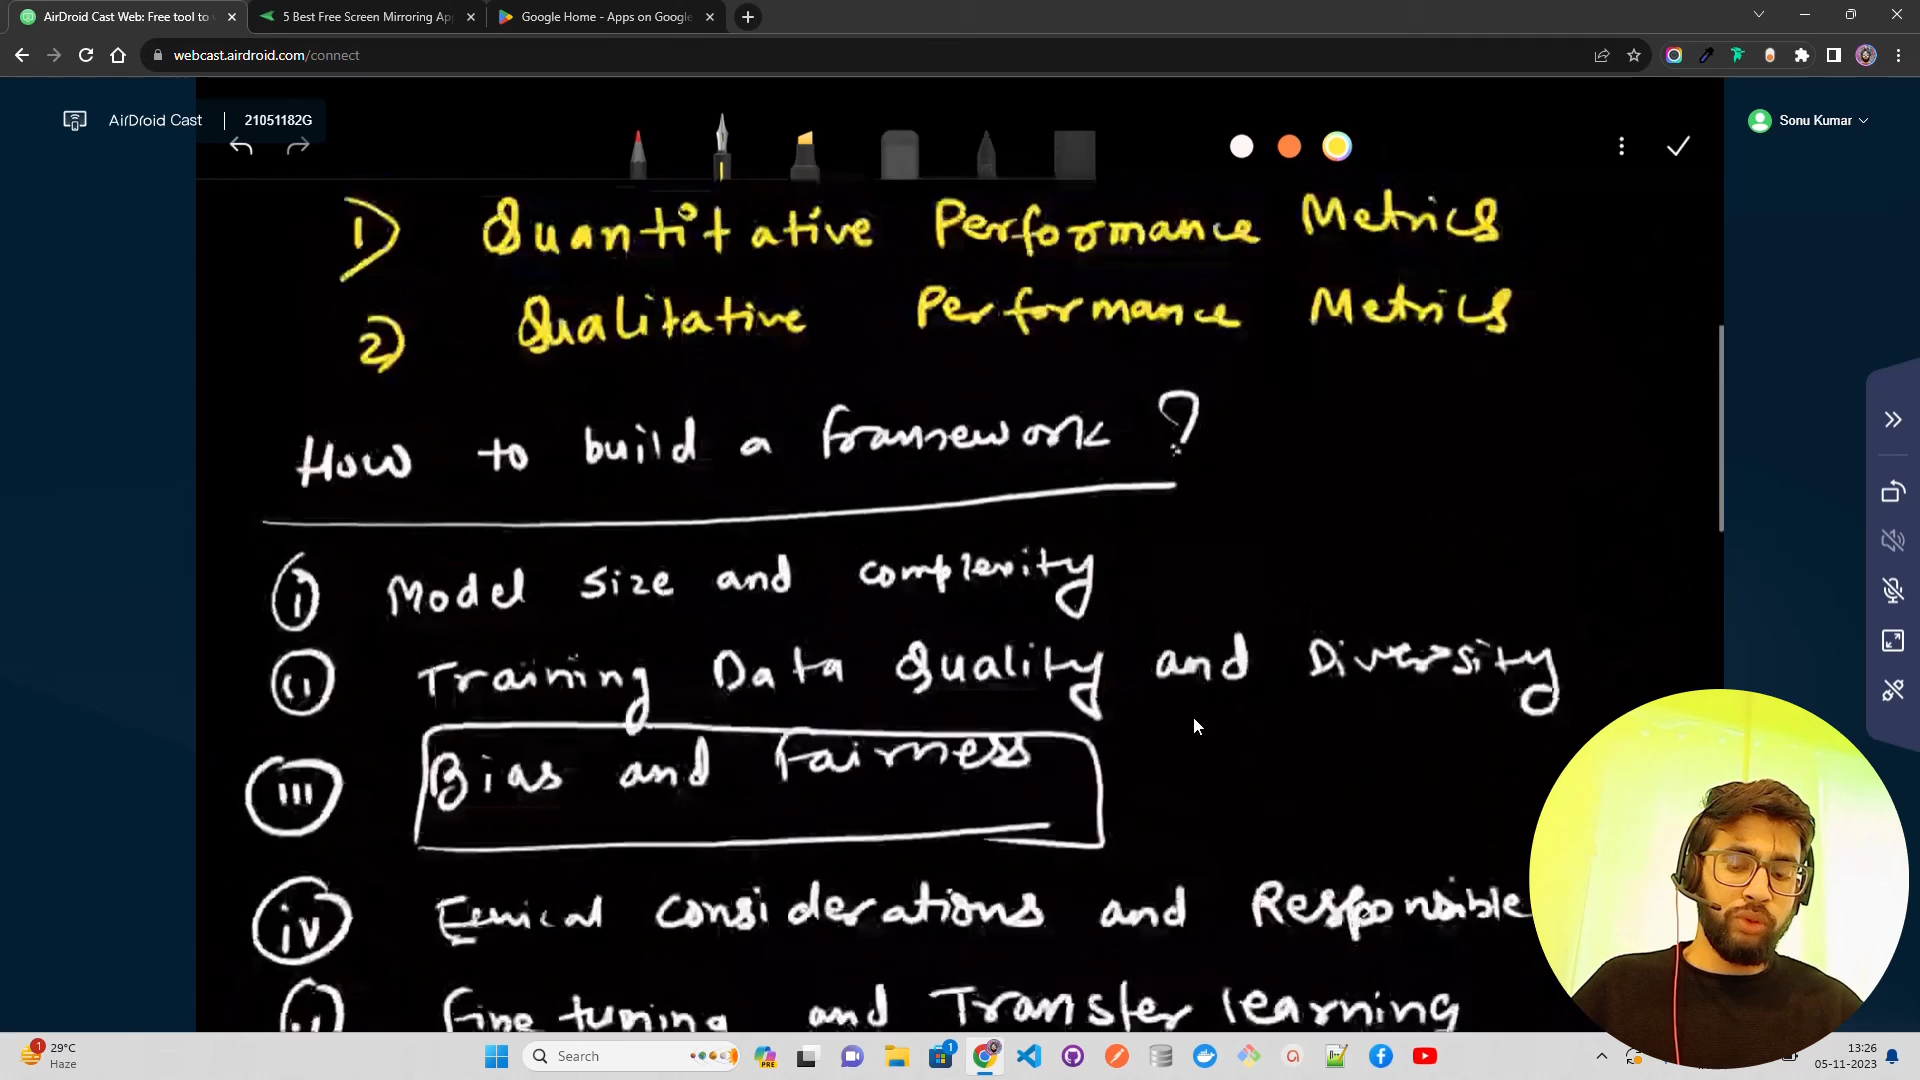 AirDroid Cast Web: Free tool to
5 Best Free Screen Mirroring Ap
Google Home - Apps on Google
webcast.airdroid.com/connect
AirDroid Cast | 21051182G
Sonu Kumar
1) Quantitative Performance Metrics
2) Qualitative Performance Metrics
How to build a framework ?
i Model size and complexity
ii Training Data Quality and Diversity
iii Bias and Fairness
iv considerations and Responsible
Fine tuning and Transfer learning
1
29°C
Haze
Search
PRE
1
13:26
05-11-2023